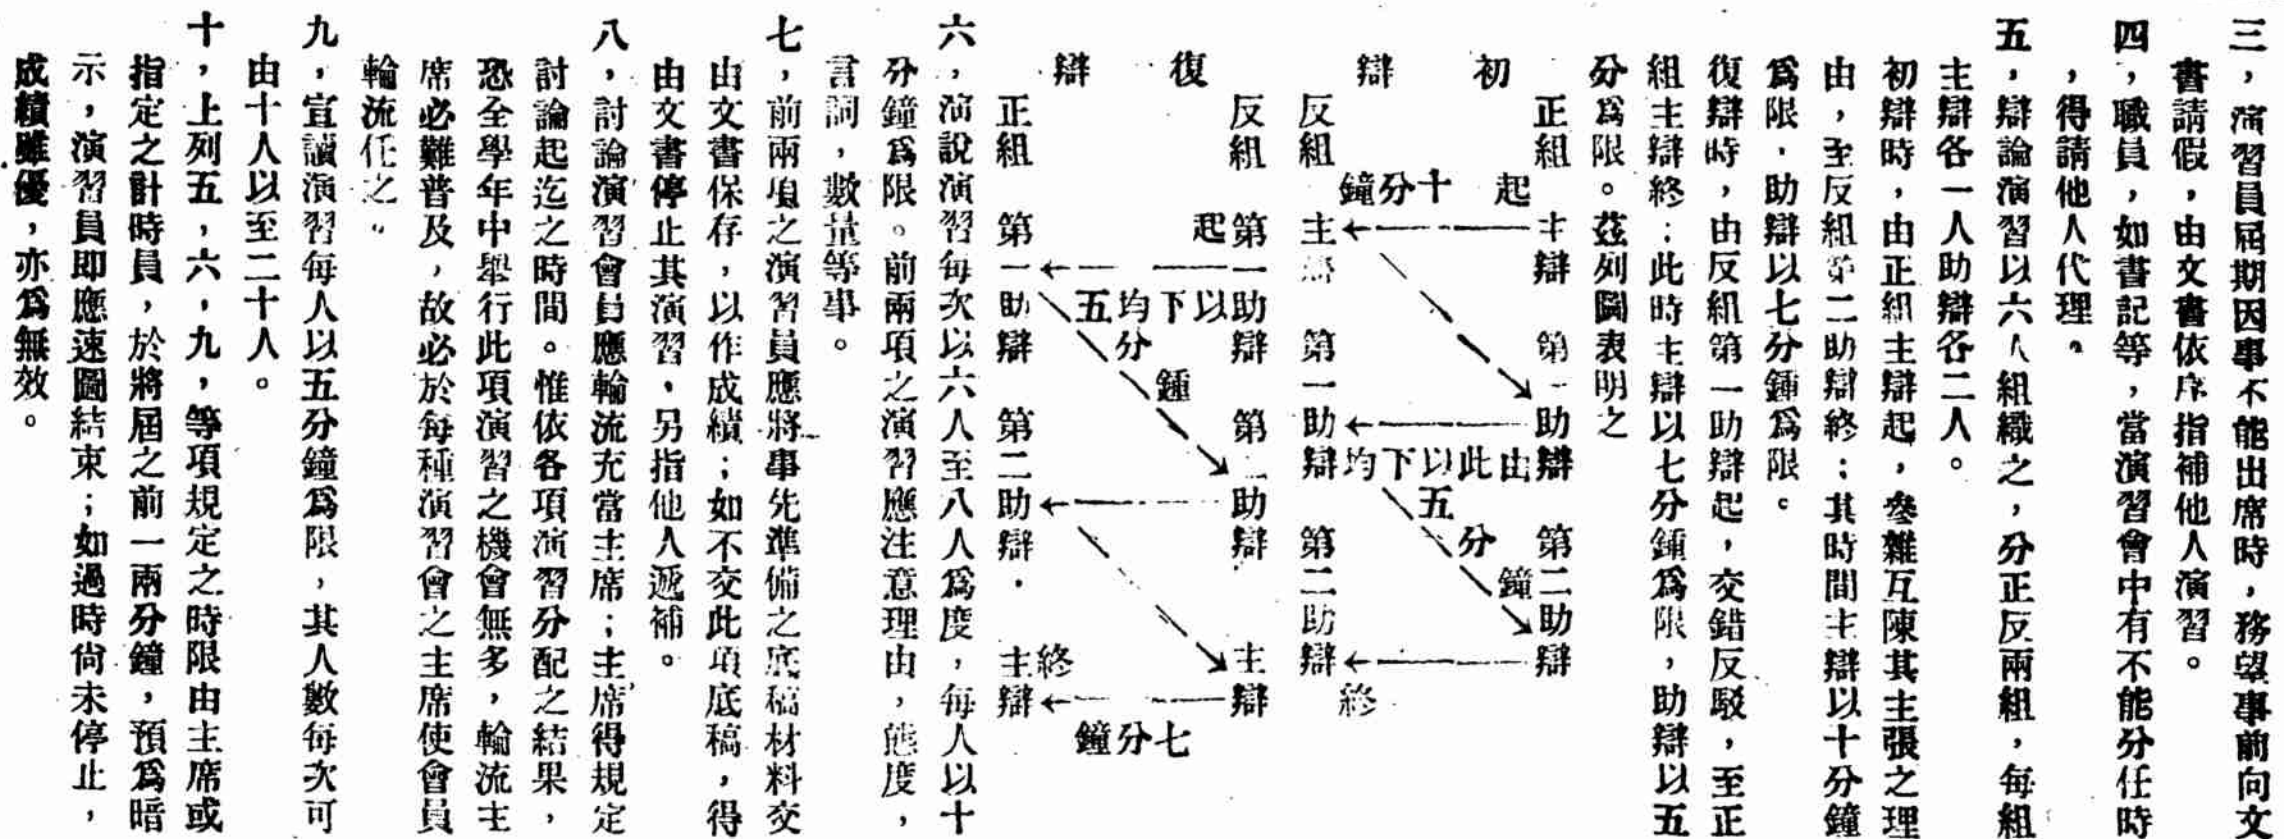 三，演習員屆期因事不能出席時，務望事前向文
書請假，由文書依序指補他人演習。
四，職員，如書記等，當演習會中有不能分任時
，得請他人代理。
五，辯論演習以六人組織之，分正反兩組，每組
主辯各一人助辯各二人。
初辯時，由正組主辯起，參雜互陳其主張之理
由，至反組第二助辯終；其時間主辯以十分鐘
爲限，助辯以七分鍾爲限。
復辯時，由反組第一助辯起，交錯反駁，至正
組主辯終；此時主辯以七分鍾爲限，助辯以五
分爲限。茲列圖表明之
初辯
正組 主辯 第一助辯 第二助辯
起 十分鐘
由此以下均五分鐘
反組 主辯 第一助辯 第二助辯
終
復辯
反組 第一助辯 第二助辯 主辯
起
以下均五分鍾
正組 第一助辯 第二助辯 主辯
終
七分鐘
六，演說演習每次以六人至八人爲度，每人以十
分鐘爲限。前兩項之演習應注意理由，態度，
言詞，數量等事。
七，前兩項之演習員應將事先準備之底稿材料交
由文書保存，以作成績；如不交此項底稿，得
由文書停止其演習，另指他人遞補。
八，討論演習會員應輪流充當主席；主席得規定
討論起迄之時間。惟依各項演習分配之結果，
恐全學年中舉行此項演習之機會無多，輪流主
席必難普及，故必於每種演習會之主席使會員
輪流任之。
九，宣讀演習每人以五分鐘爲限，其人數每次可
由十人以至二十人。
十，上列五，六，九，等項規定之時限由主席或
指定之計時員，於將屆之前一兩分鐘，預爲暗
示，演習員即應速圖結束；如過時尙未停止，
成績雖優，亦爲無效。